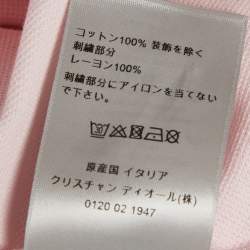 コットン100% 装飾を除く
刺繍部分
レーヨン100%
刺繍部分にアイロンを当てない
で下さい。
原産国 イタリア
クリスチャン ディオール(株)
0120 02 1947